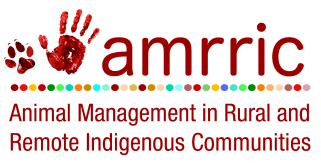 amrric
Animal Management in Rural and
Remote Indigenous Communities